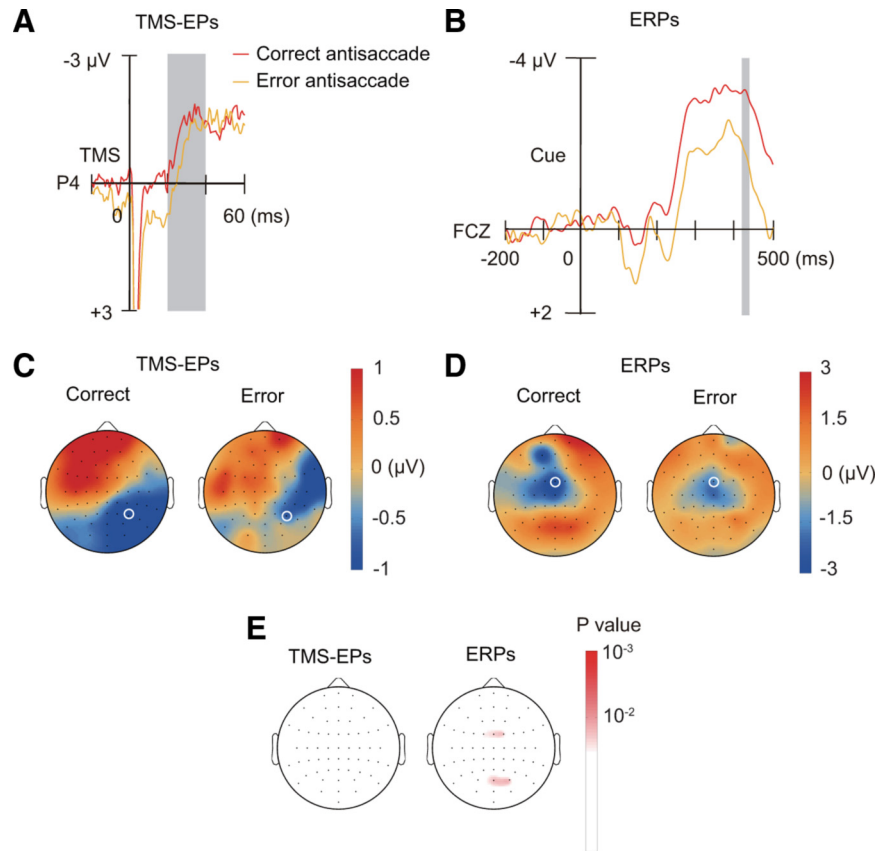 A
TMS-EPs
-3 µV
Correct antisaccade
Error antisaccade
TMS
P4
0
60 (ms)
+3
B
ERPs
-4 µV
Cue
FCZ
-200
0
500 (ms)
+2
C
TMS-EPs
Correct
Error
1
0.5
0 (µV)
-0.5
-1
D
ERPs
Correct
Error
3
1.5
0 (µV)
-1.5
-3
E
TMS-EPs
ERPs
P value
10⁻³
10⁻²